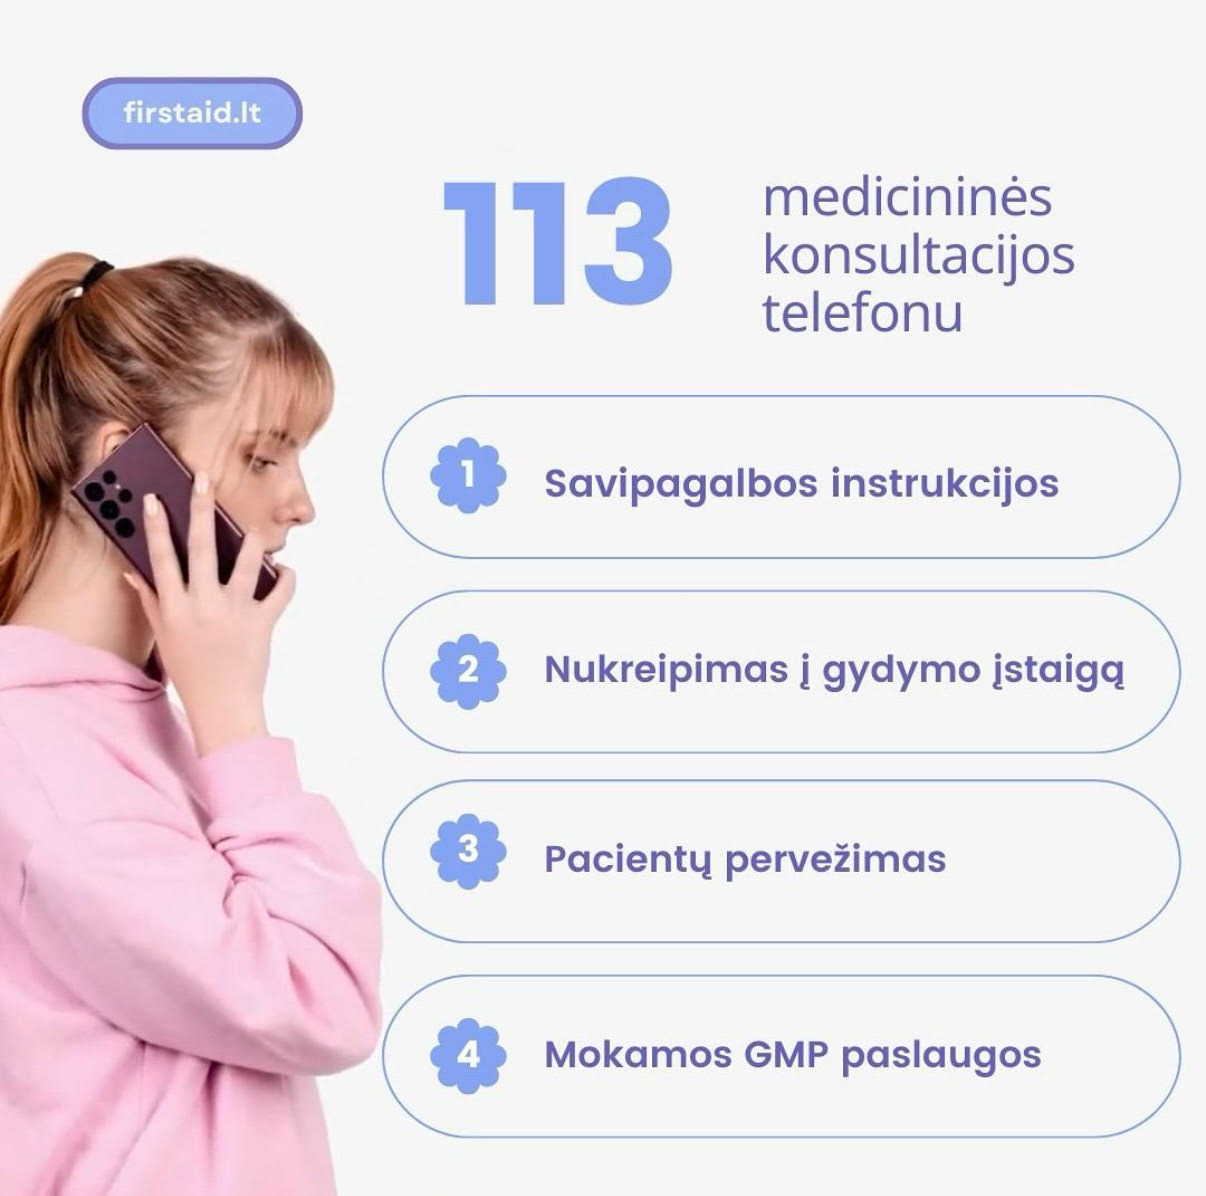 firstaid.lt
113
medicininės
konsultacijos
telefonu
1 Savipagalbos instrukcijos
2 Nukreipimas į gydymo įstaigą
3 Pacientų pervežimas
4 Mokamos GMP paslaugos